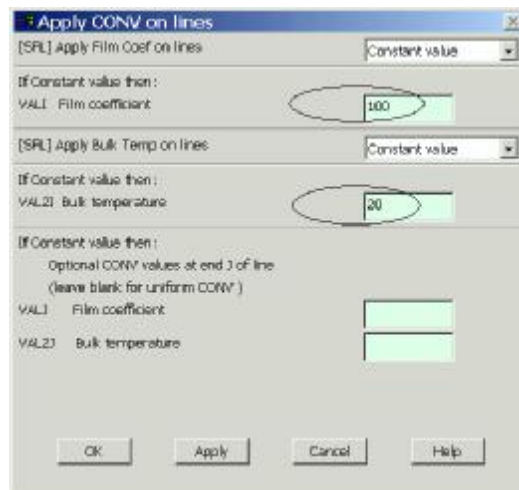 Apply CONV on lines
[SFL] Apply Film Coef on lines Constant value
If Constant value then:
VALI Film coefficient 100
[SFL] Apply Bulk Temp on lines Constant value
If Constant value then:
VAL2I Bulk temperature 20
If Constant value then:
Optional CONV values at end J of line
(leave blank for uniform CONV )
VALJ Film coefficient
VAL2J Bulk temperature
OK Apply Cancel Help